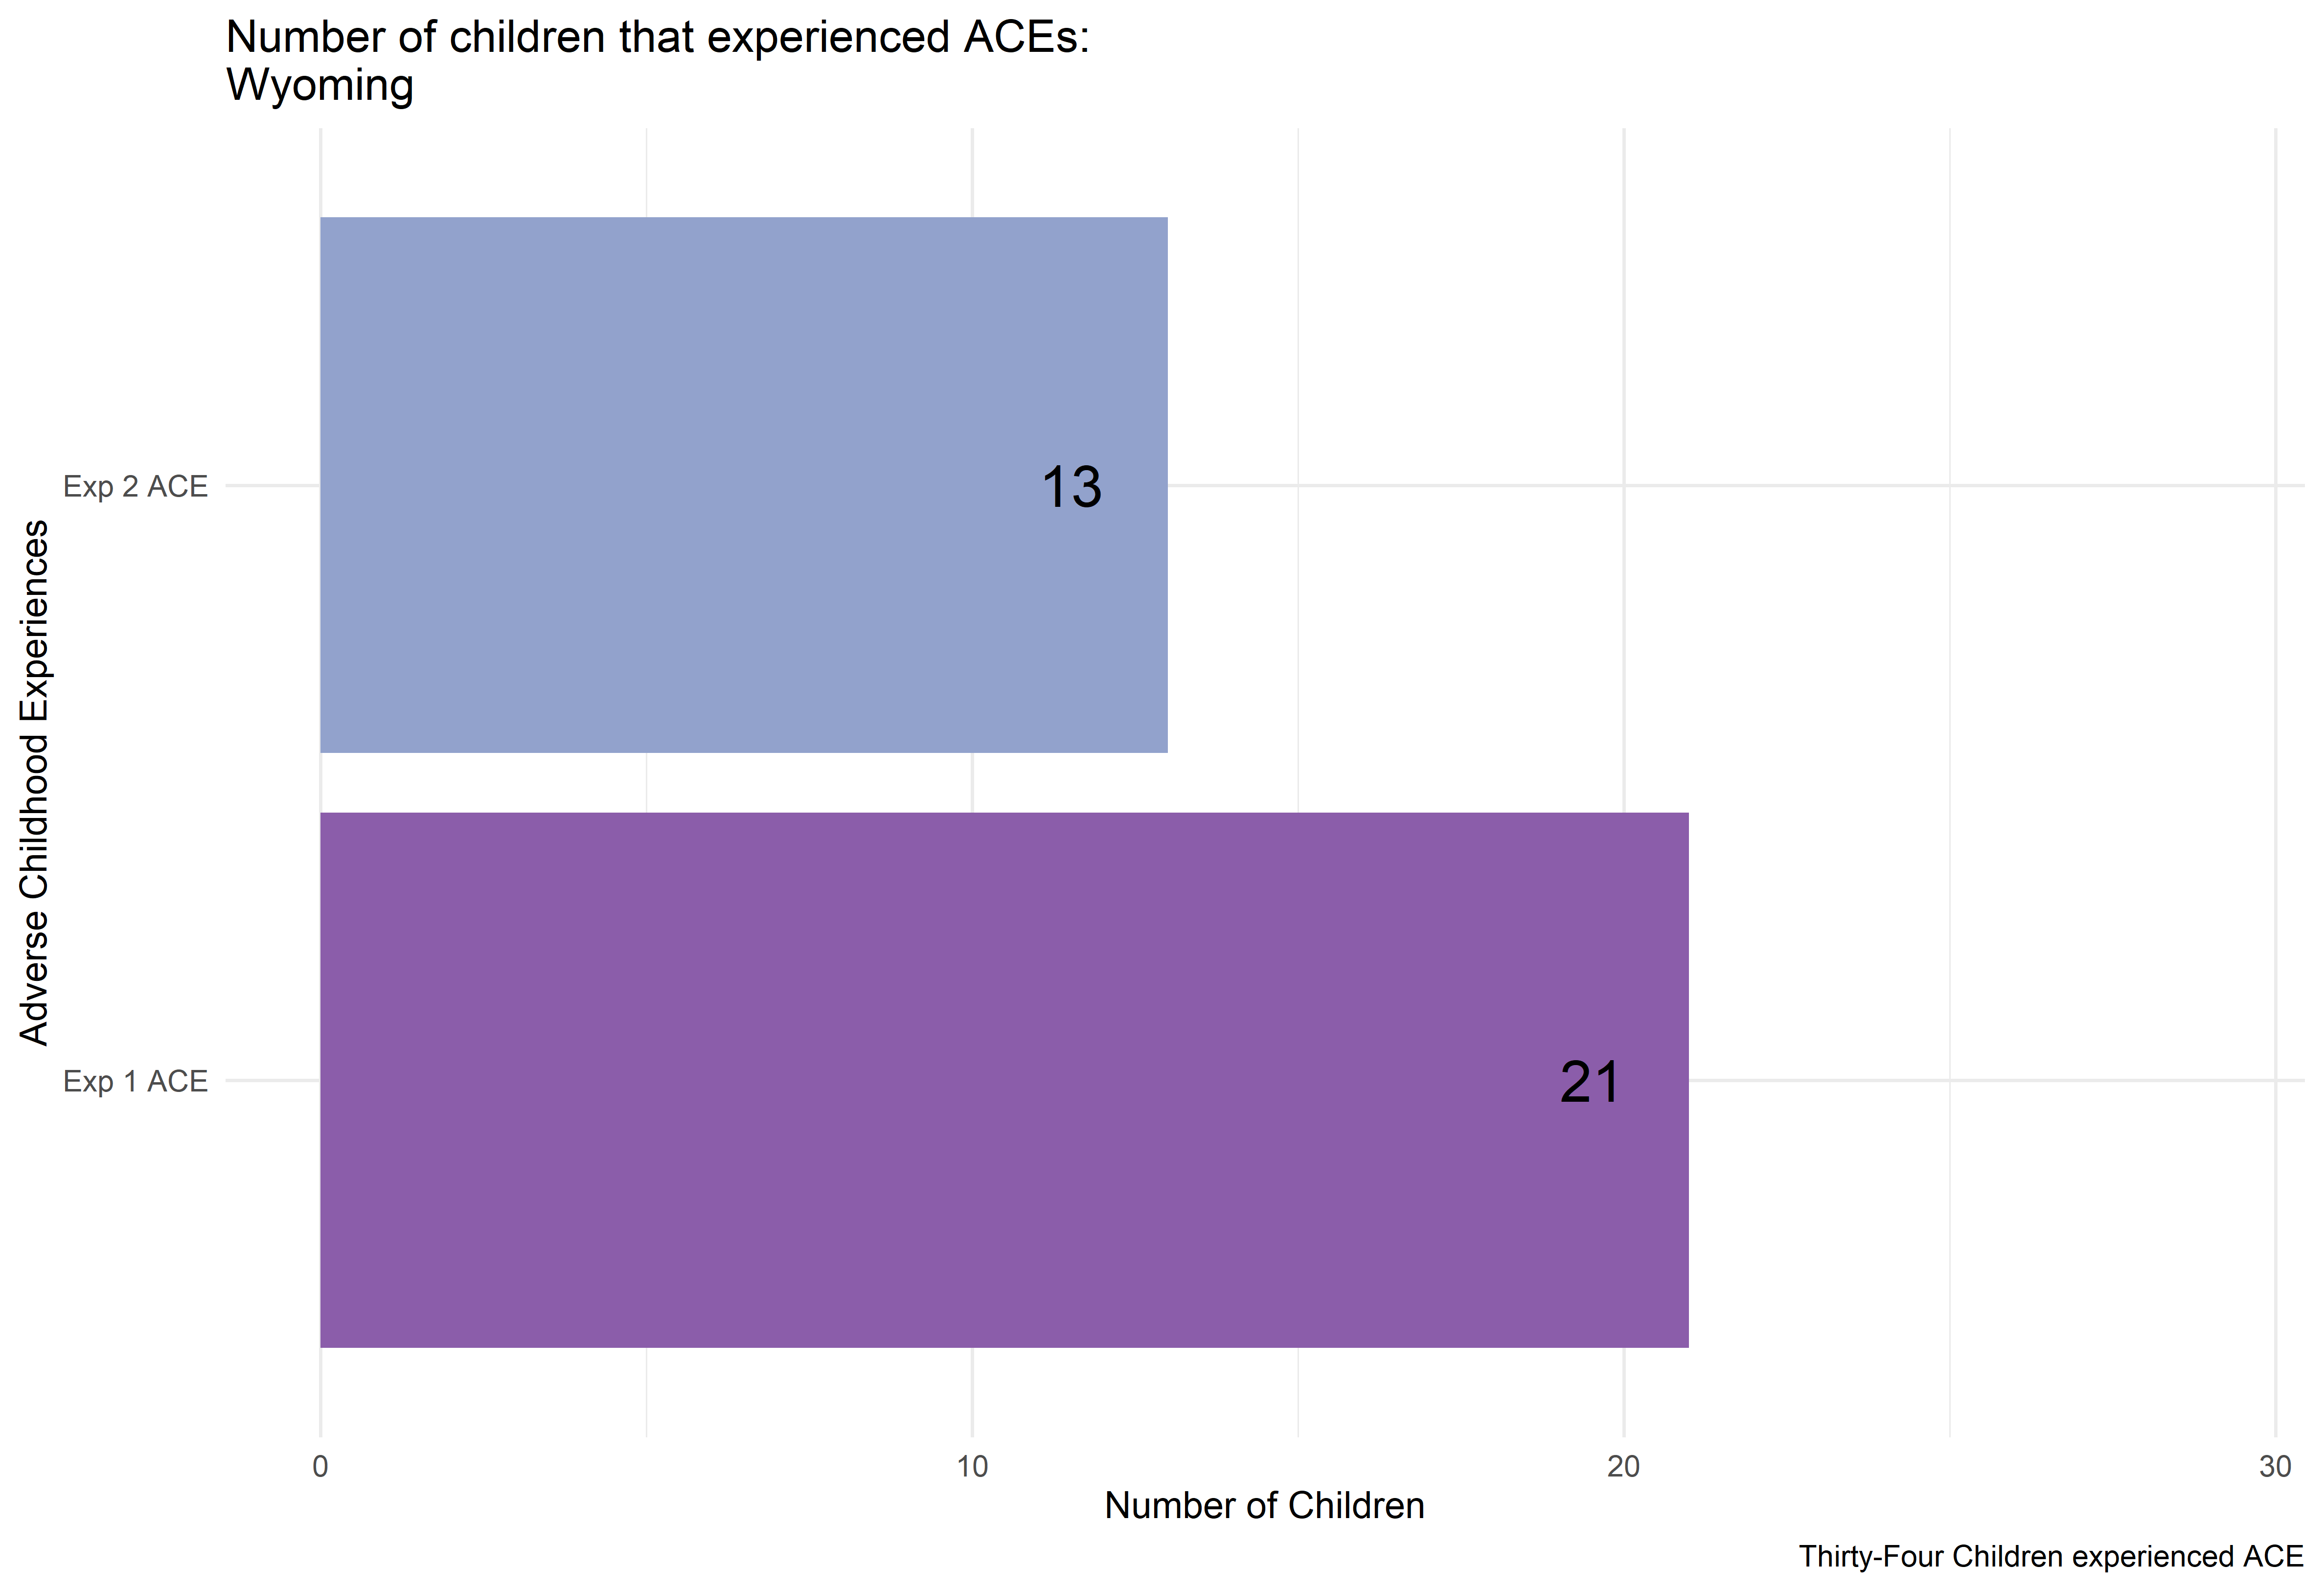 Number of children that experienced ACEs:
Wyoming
Adverse Childhood Experiences
Exp 2 ACE
13
Exp 1 ACE
21
0
10
20
30
Number of Children
Thirty-Four Children experienced ACE